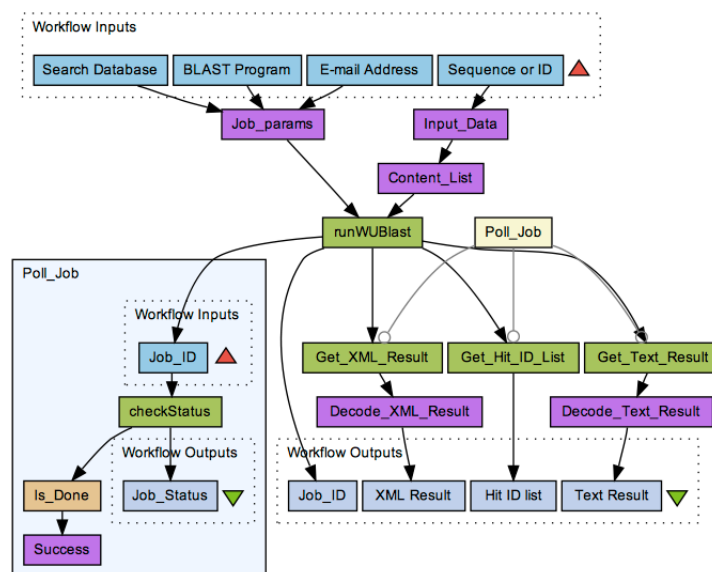 Workflow Inputs
Search Database
BLAST Program
E-mail Address
Sequence or ID
Job_params
Input_Data
Content_List
runWUBlast
Poll_Job
Poll_Job
Workflow Inputs
Job_ID
Get_XML_Result
Get_Hit_ID_List
Get_Text_Result
checkStatus
Decode_XML_Result
Decode_Text_Result
Workflow Outputs
Workflow Outputs
Is_Done
Job_Status
Job_ID
XML Result
Hit ID list
Text Result
Success